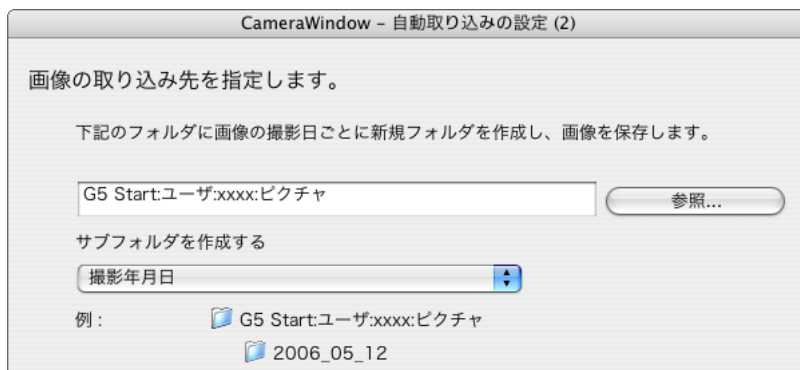 CameraWindow – 自動取り込みの設定 (2)
画像の取り込み先を指定します。
下記のフォルダに画像の撮影日ごとに新規フォルダを作成し、画像を保存します。
G5 Start:ユーザ:xxxx:ピクチャ
参照...
サブフォルダを作成する
撮影年月日
例 : G5 Start:ユーザ:xxxx:ピクチャ
2006_05_12